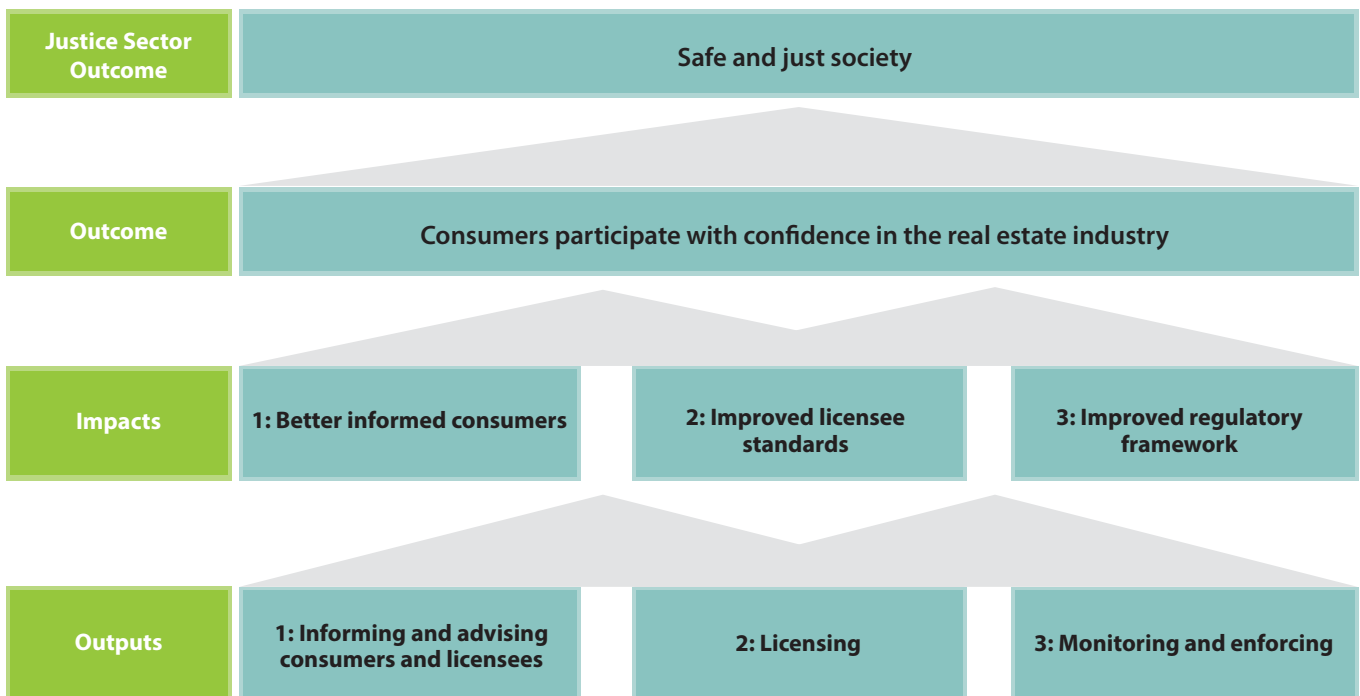 Justice Sector
Outcome
Safe and just society
Outcome
Consumers participate with confidence in the real estate industry
Impacts
1: Better informed consumers
2: Improved licensee
standards
3: Improved regulatory
framework
Outputs
1: Informing and advising
consumers and licensees
2: Licensing
3: Monitoring and enforcing